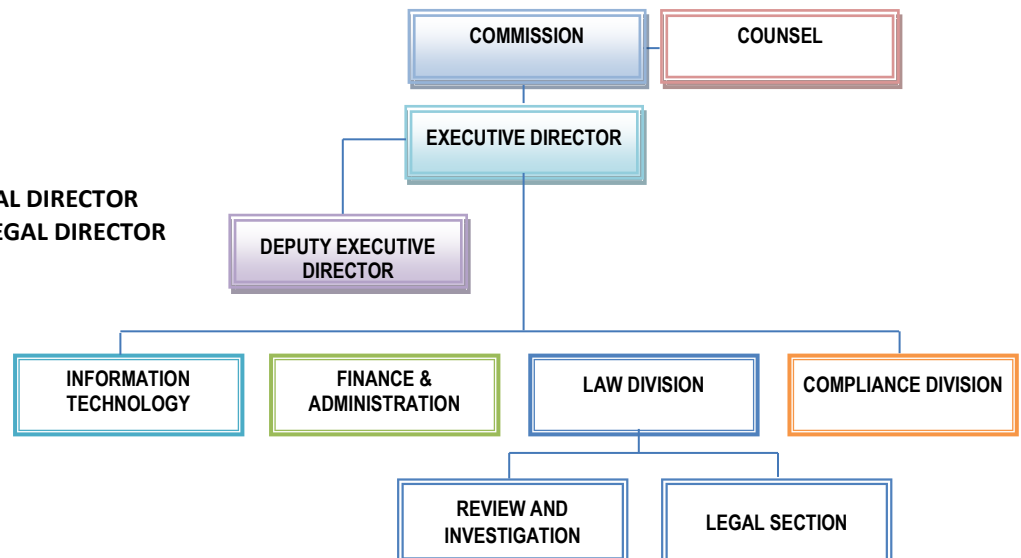 COMMISSION
COUNSEL
EXECUTIVE DIRECTOR
AL DIRECTOR
EGAL DIRECTOR
DEPUTY EXECUTIVE
DIRECTOR
INFORMATION
TECHNOLOGY
FINANCE &
ADMINISTRATION
LAW DIVISION
COMPLIANCE DIVISION
REVIEW AND
INVESTIGATION
LEGAL SECTION